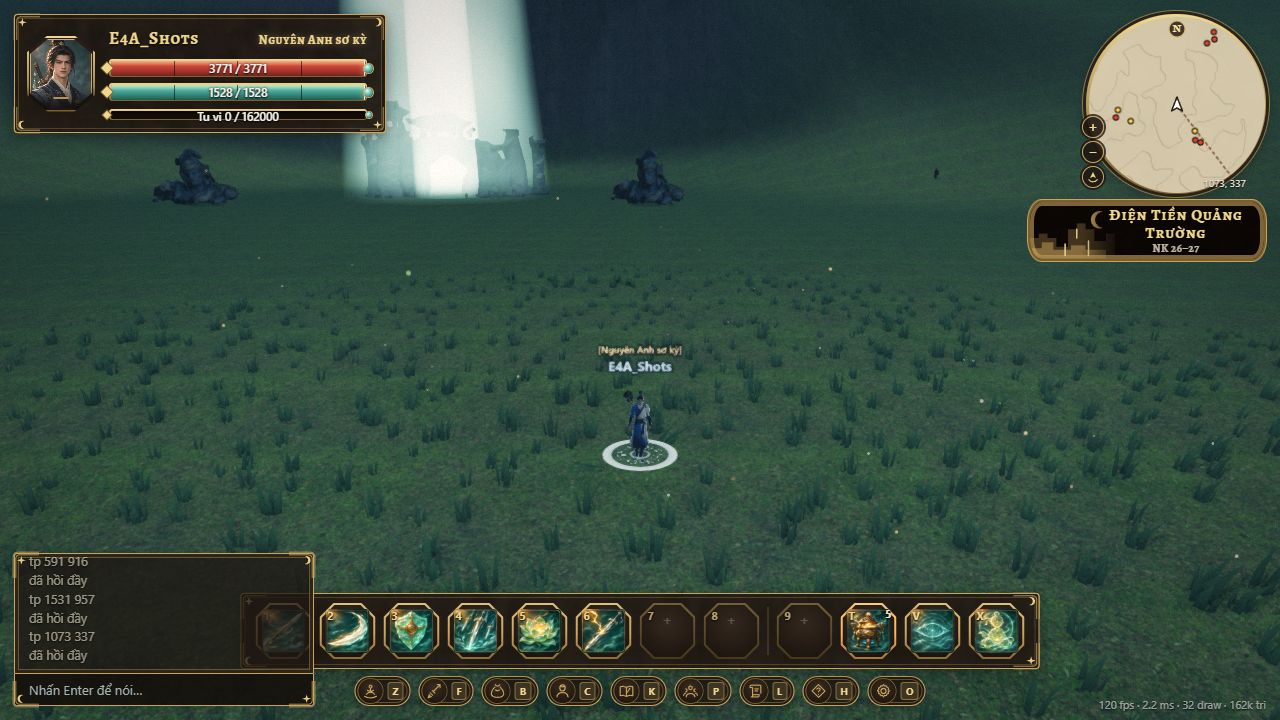 E4A_Shots
Nguyên Anh sơ kỳ
3771 / 3771
1528 / 1528
Tu vi 0 / 162000
N
+
−
1073, 337
Điện Tiền Quảng
Trường
NK 26–27
[Nguyên Anh sơ kỳ]
E4A_Shots
tp 591 916
đã hồi đầy
tp 1531 957
đã hồi đầy
tp 1073 337
đã hồi đầy
Nhấn Enter để nói...
2 3 4 5 6 7 8 9 T 5 V X
Z F B C K P L H O
120 fps · 2.2 ms · 32 draw · 162k tri